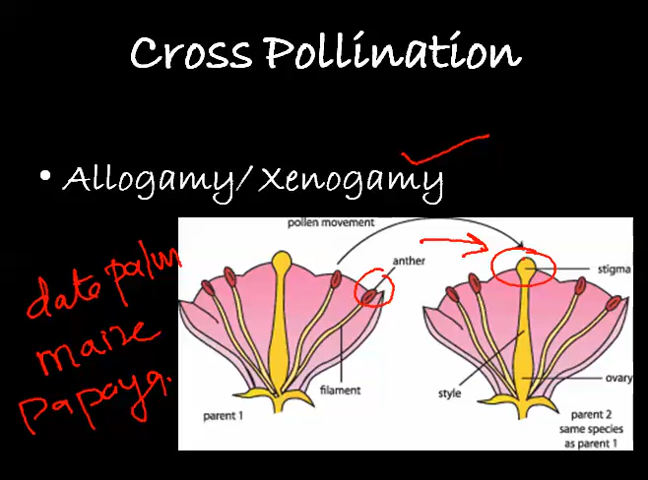 Cross Pollination
• Allogamy/Xenogamy
pollen movement
anther
stigma
date palm
maize
papaya.
filament
style
ovary
parent 1
parent 2
same species
as parent 1